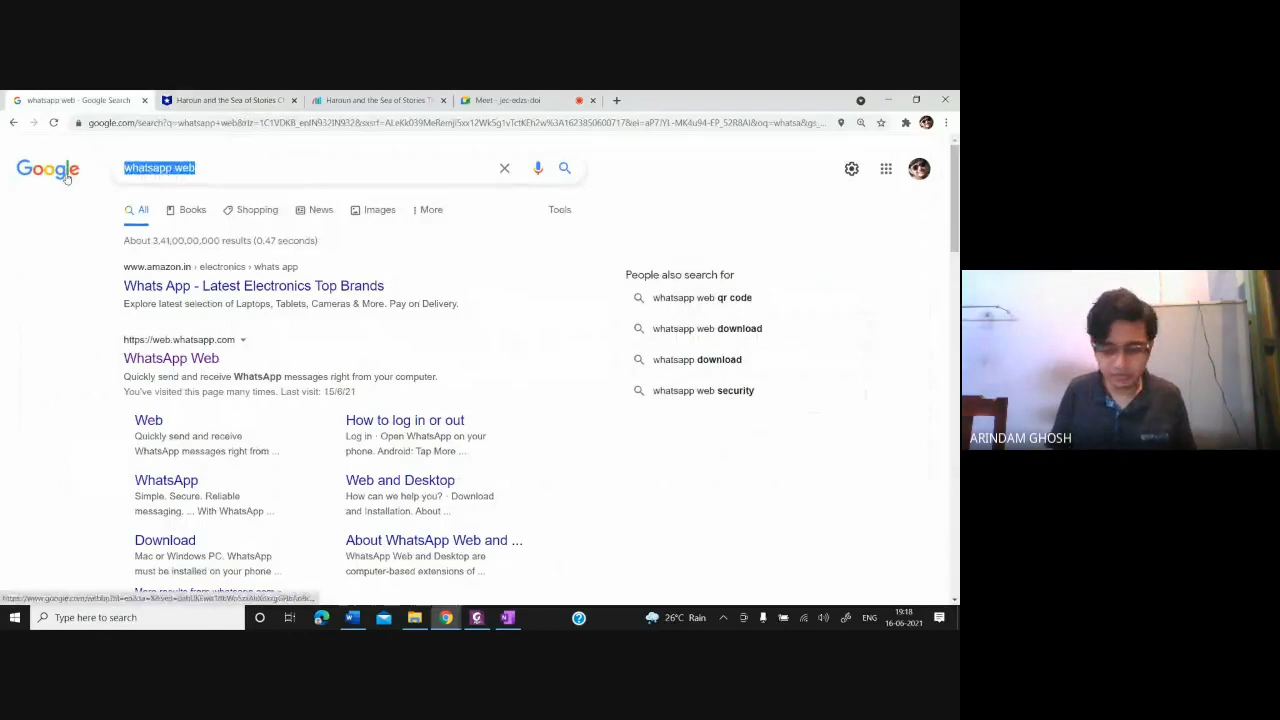 whatsapp web - Google Search
Haroun and the Sea of Stories
Haroun and the Sea of Stories
Meet - jec-edzs-doi
Google
whatsapp web
All
Books
Shopping
News
Images
More
Tools
About 3,41,00,00,000 results (0.47 seconds)
www.amazon.in › electronics › whats app
Whats App - Latest Electronics Top Brands
Explore latest selection of Laptops, Tablets, Cameras & More. Pay on Delivery.
https://web.whatsapp.com
WhatsApp Web
Quickly send and receive WhatsApp messages right from your computer.
You've visited this page many times. Last visit: 15/6/21
Web
Quickly send and receive
WhatsApp messages right from ...
How to log in or out
Log in · Open WhatsApp on your
phone. Android: Tap More ...
WhatsApp
Simple. Secure. Reliable
messaging. ... With WhatsApp ...
Web and Desktop
How can we help you? · Download
and Installation. About ...
Download
Mac or Windows PC. WhatsApp
must be installed on your phone ...
About WhatsApp Web and ...
WhatsApp Web and Desktop are
computer-based extensions of ...
More results from whatsapp.com »
People also search for
whatsapp web qr code
whatsapp web download
whatsapp download
whatsapp web security
ARINDAM GHOSH
Type here to search
26°C Rain
ENG
19:18
16-06-2021